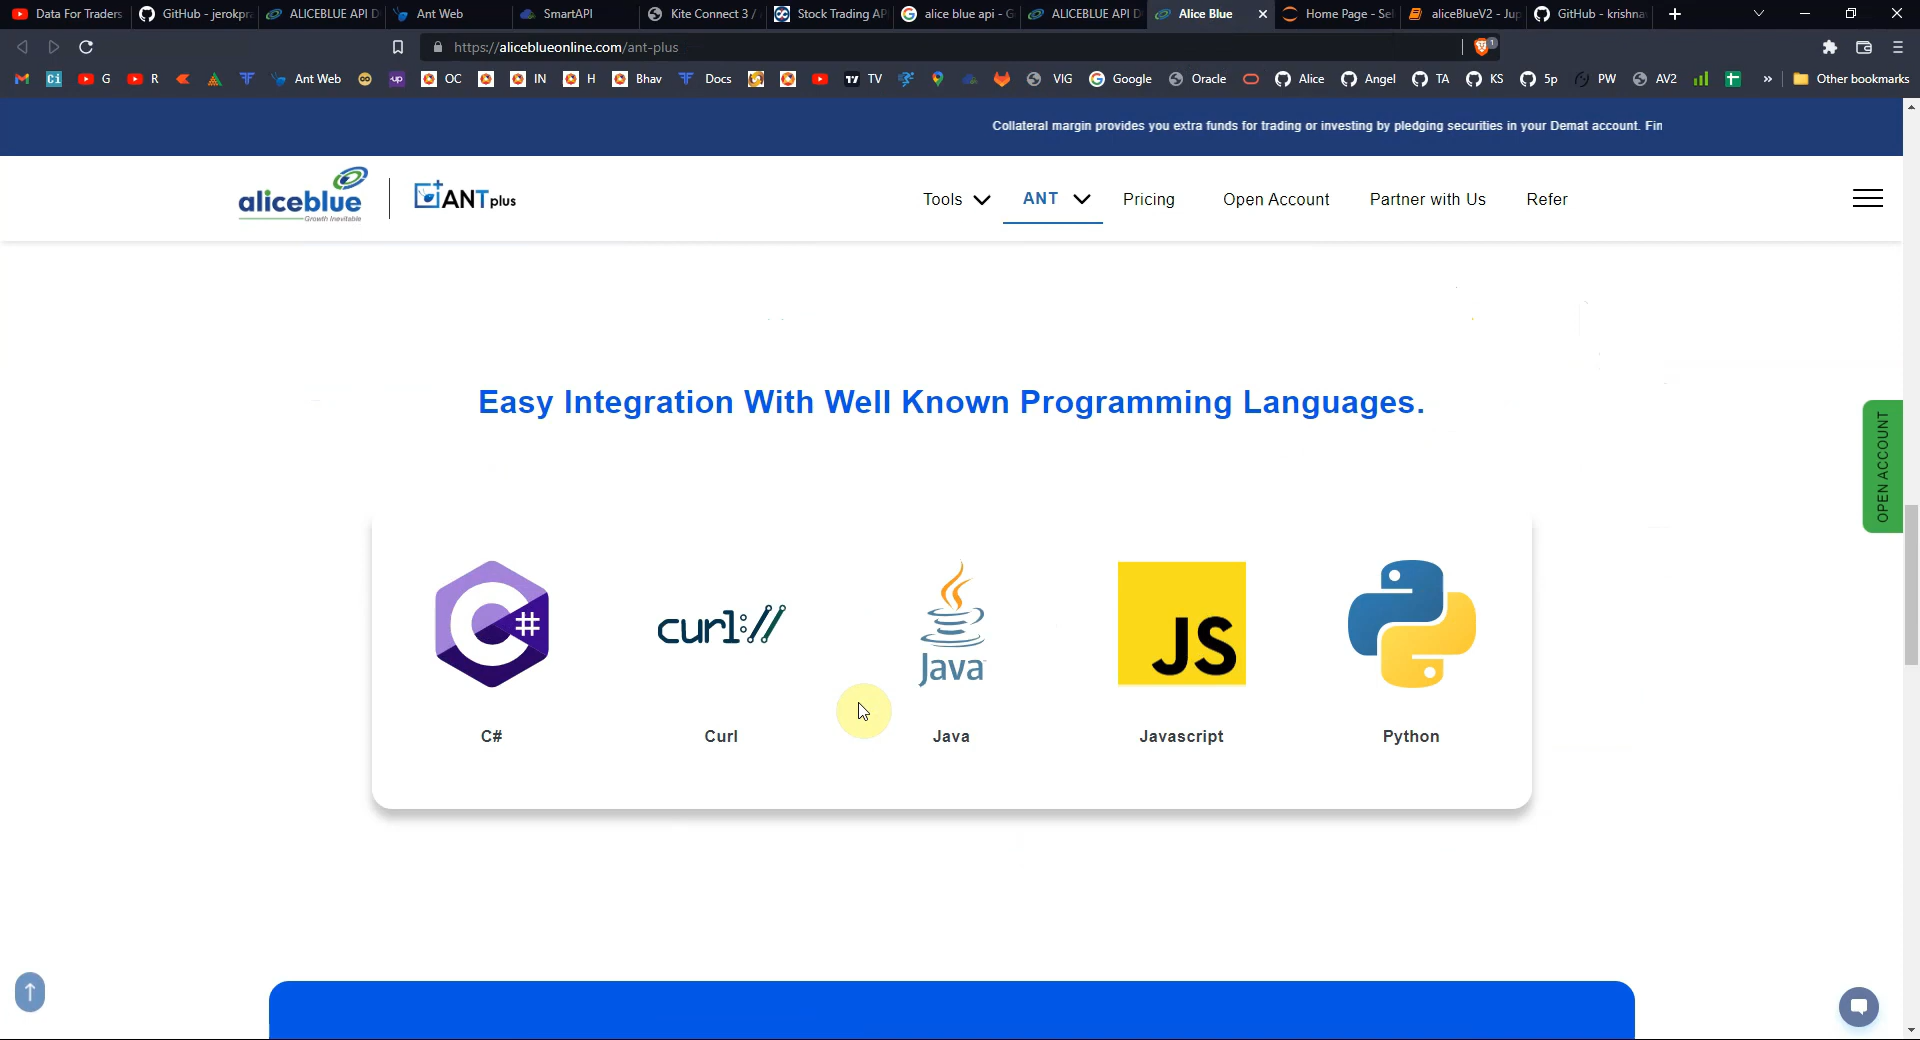 Data For Traders
GitHub - jerokpra
ALICEBLUE API D
Ant Web
SmartAPI
Kite Connect 3 /
Stock Trading AP
alice blue api - G
ALICEBLUE API D
Alice Blue
Home Page - Sel
aliceBlueV2 - Jup
GitHub - krishna
https://aliceblueonline.com/ant-plus
1
Ci
G
R
Ant Web
up
OC
IN
H
Bhav
Docs
TV
VIG
Google
Oracle
Alice
Angel
TA
KS
5p
PW
AV2
Other bookmarks
Collateral margin provides you extra funds for trading or investing by pledging securities in your Demat account. Fin
aliceblue
Growth Inevitable
ANT plus
Tools
ANT
Pricing
Open Account
Partner with Us
Refer
Easy Integration With Well Known Programming Languages.
OPEN ACCOUNT
C#
curl://
Java
JS
C#
Curl
Java
Javascript
Python